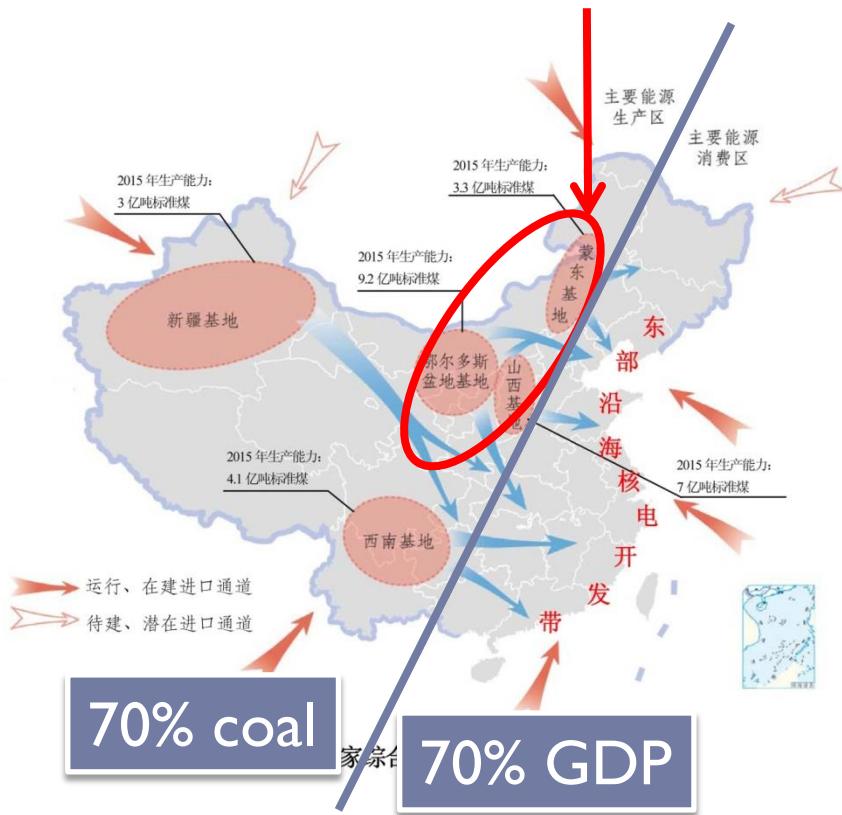 主要能源
生产区
主要能源
消费区
2015 年生产能力:
3 亿吨标准煤
2015 年生产能力:
3.3亿吨标准煤
2015 年生产能力:
9.2 亿吨标准煤
新疆基地
蒙东基地
鄂尔多斯
盆地基地
山西基地
东部沿海核电开发带
2015 年生产能力:
4.1 亿吨标准煤
2015 年生产能力:
7 亿吨标准煤
西南基地
运行、在建进口通道
待建、潜在进口通道
70% coal
家综合
70% GDP